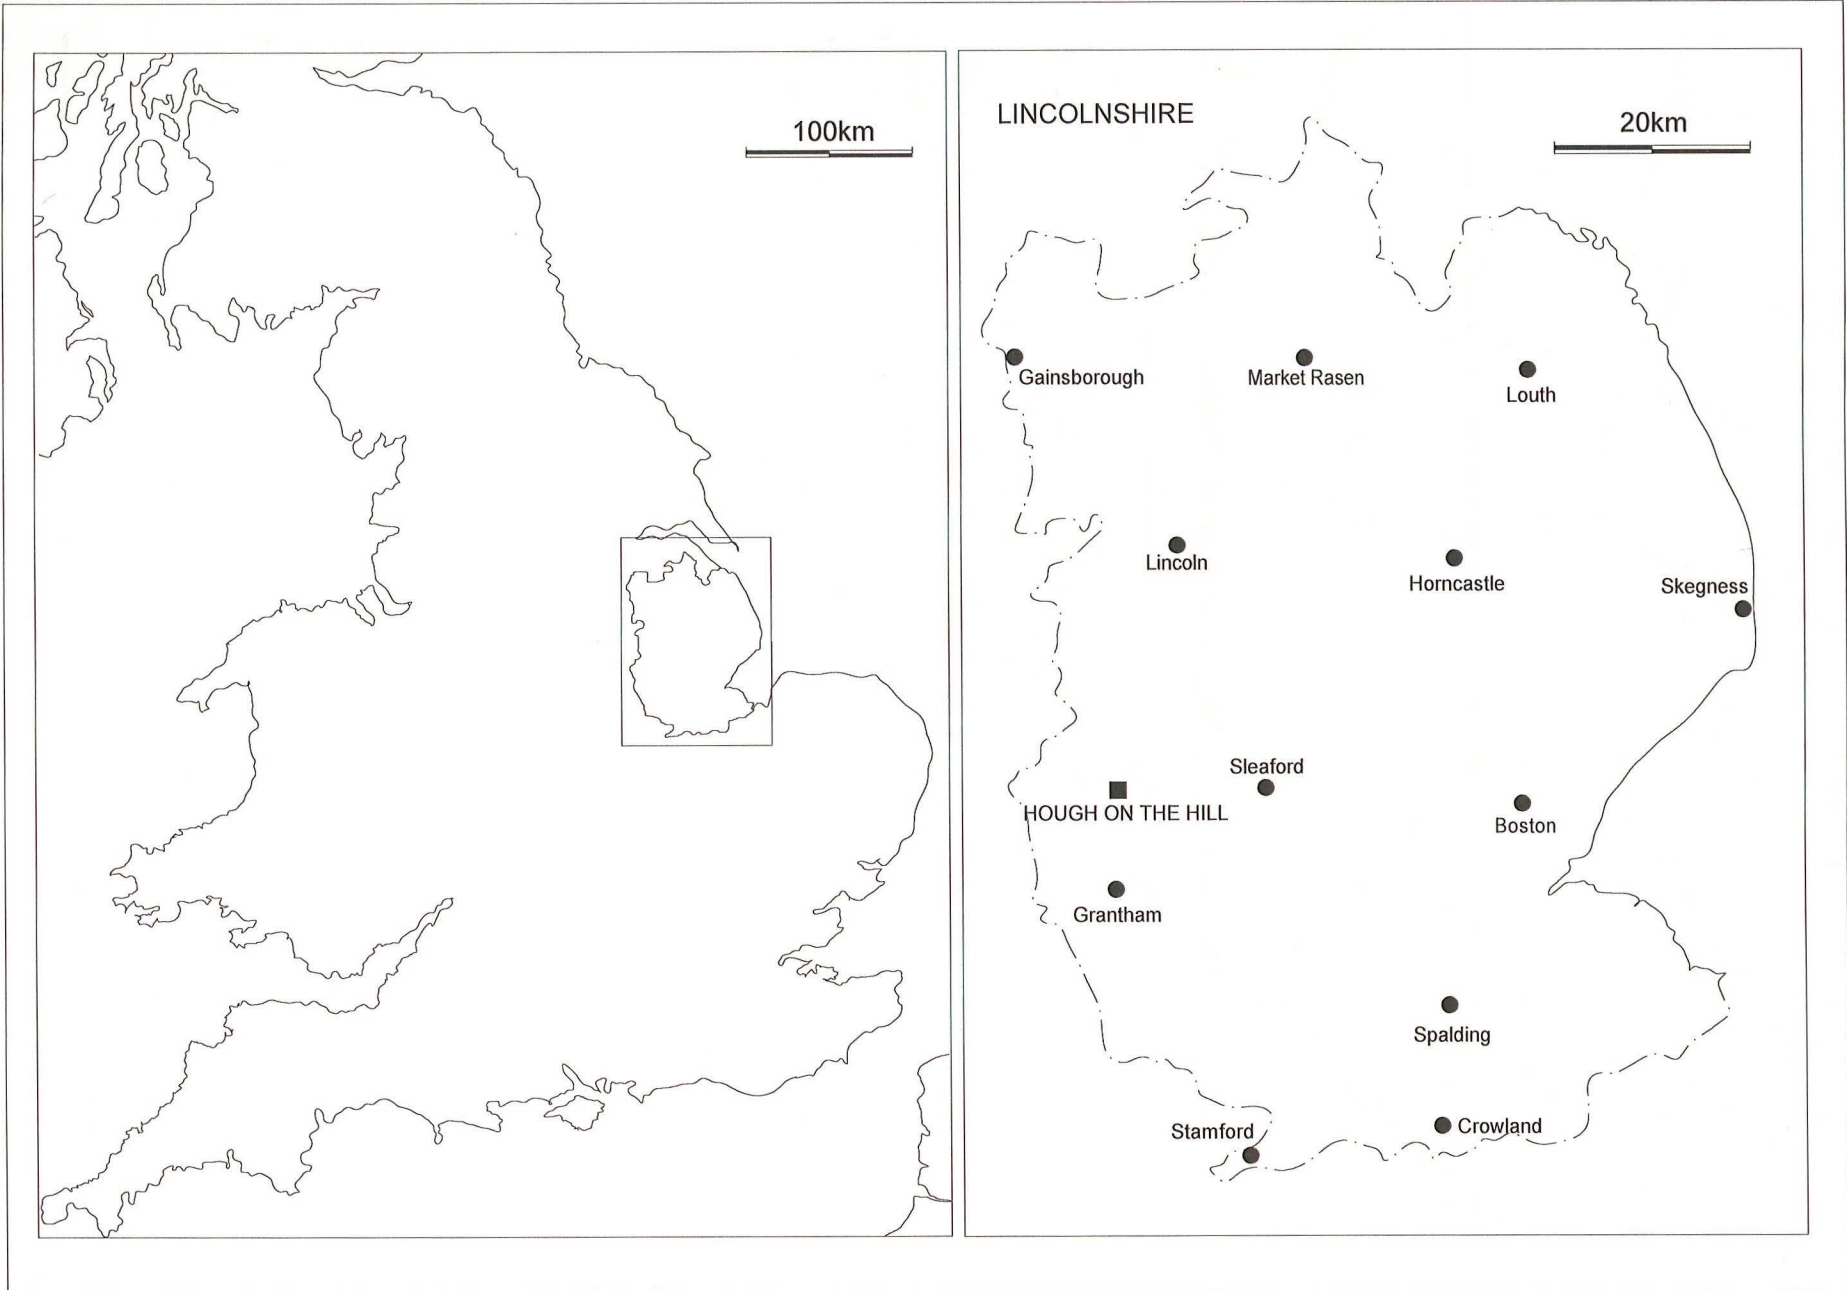 100km
LINCOLNSHIRE
20km
Gainsborough
Market Rasen
Louth
Lincoln
Horncastle
Skegness
Sleaford
HOUGH ON THE HILL
Boston
Grantham
Spalding
Stamford
Crowland